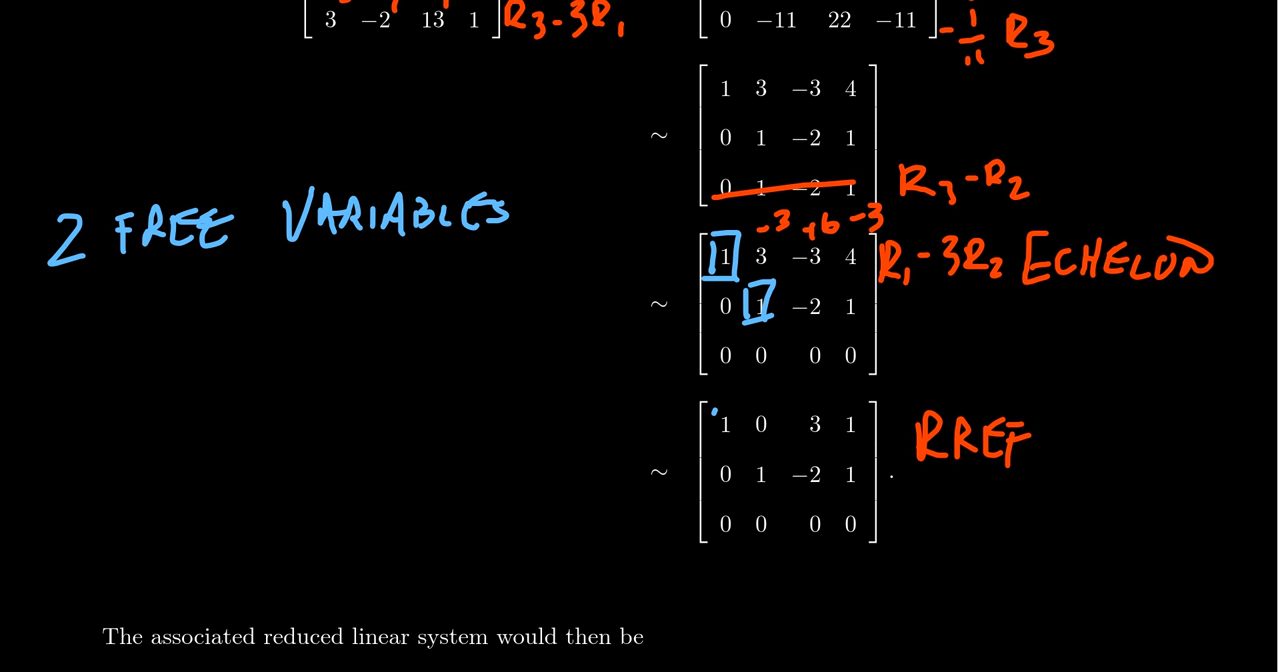 3 −2 13 1 R3 - 3R1 0 −11 22 −11 - 1/11 R3
1 3 −3 4
∼ 0 1 −2 1
0 1 −2 1 R3 - R2
2 FREE VARIABLES
-3 +6 -3
1 3 −3 4 R1 - 3R2 ECHELON
∼ 0 1 −2 1
0 0 0 0
1 0 3 1 RREF
∼ 0 1 −2 1 .
0 0 0 0
The associated reduced linear system would then be